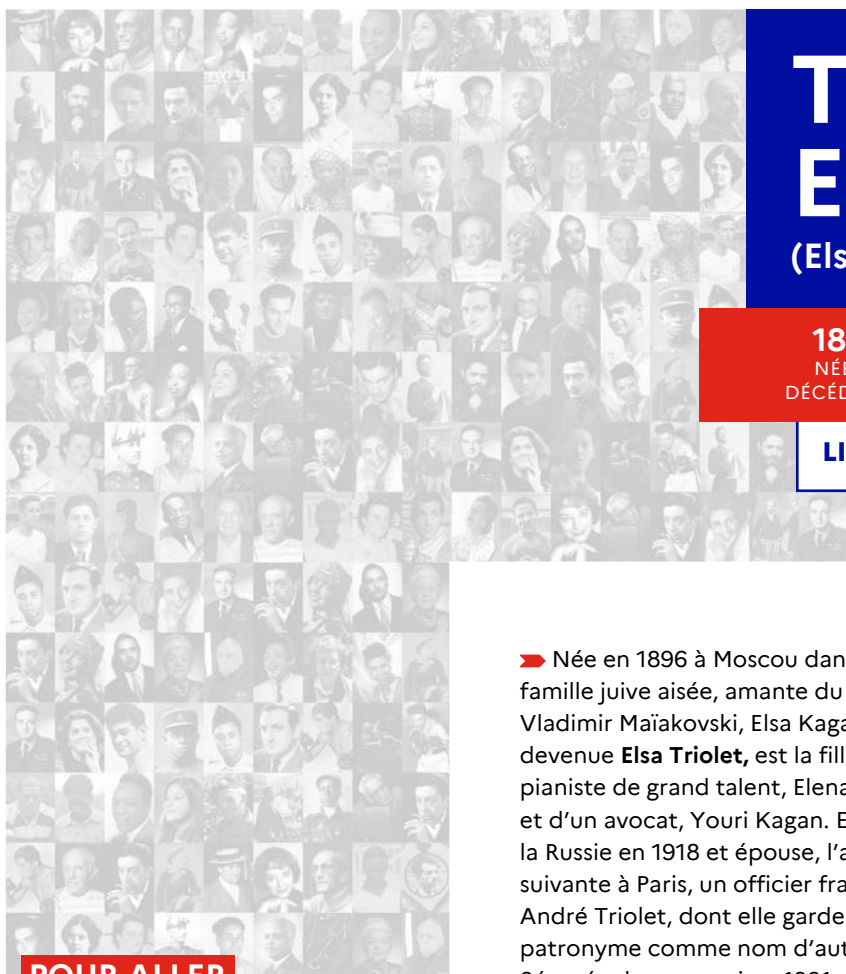 T
E
(Els
18
NÉE
DÉCÉD
LI
Née en 1896 à Moscou dan
famille juive aisée, amante du
Vladimir Maïakovski, Elsa Kaga
devenue Elsa Triolet, est la fill
pianiste de grand talent, Elena
et d'un avocat, Youri Kagan. E
la Russie en 1918 et épouse, l'a
suivante à Paris, un officier fra
André Triolet, dont elle garde
patronyme comme nom d'aut
POUR ALLER